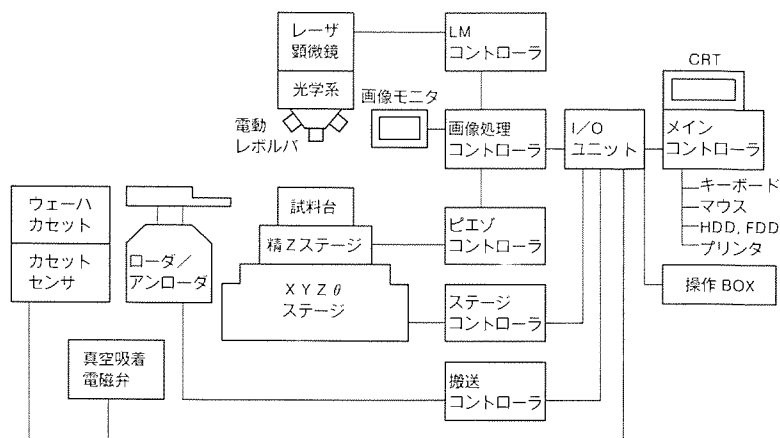 レーザ
顕微鏡
光学系
電動
レボルバ
画像モニタ
LM
コントローラ
画像処理
コントローラ
I/O
ユニット
CRT
メイン
コントローラ
キーボード
マウス
HDD, FDD
プリンタ
操作 BOX
ウェーハ
カセット
カセット
センサ
ローダ/
アンローダ
試料台
精Zステージ
X Y Z θ
ステージ
ピエゾ
コントローラ
ステージ
コントローラ
真空吸着
電磁弁
搬送
コントローラ